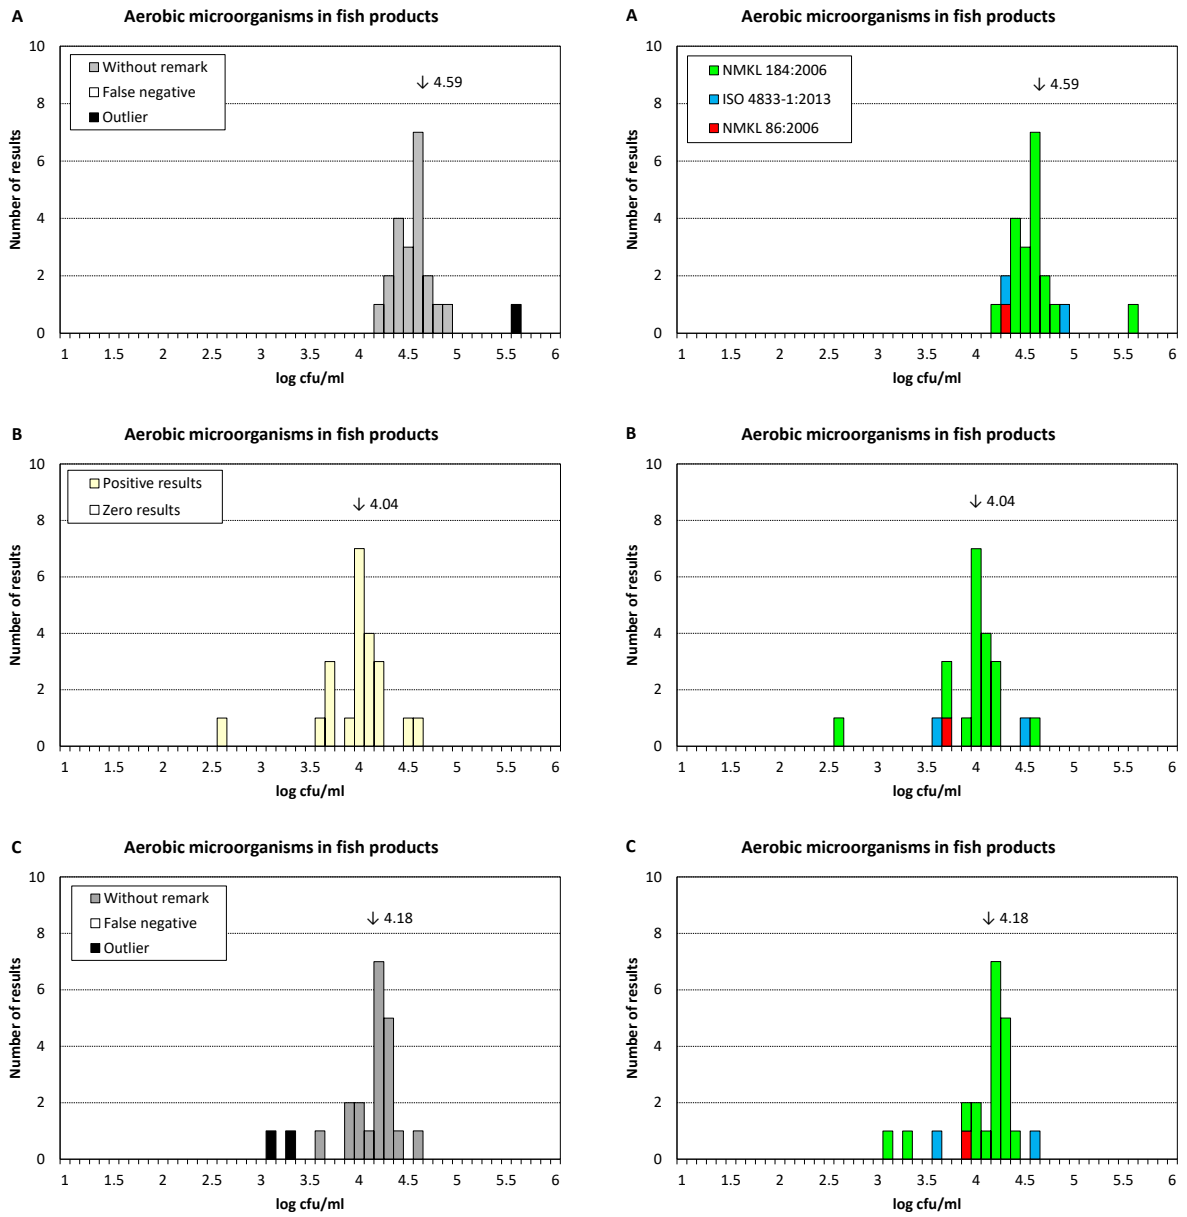 A
Aerobic microorganisms in fish products
Number of results
10
8
6
4
2
0
Without remark
False negative
Outlier
↓ 4.59
1 1.5 2 2.5 3 3.5 4 4.5 5 5.5 6
log cfu/ml
A
Aerobic microorganisms in fish products
Number of results
10
8
6
4
2
0
NMKL 184:2006
ISO 4833-1:2013
NMKL 86:2006
↓ 4.59
1 1.5 2 2.5 3 3.5 4 4.5 5 5.5 6
log cfu/ml
B
Aerobic microorganisms in fish products
Number of results
10
8
6
4
2
0
Positive results
Zero results
↓ 4.04
1 1.5 2 2.5 3 3.5 4 4.5 5 5.5 6
log cfu/ml
B
Aerobic microorganisms in fish products
Number of results
10
8
6
4
2
0
↓ 4.04
1 1.5 2 2.5 3 3.5 4 4.5 5 5.5 6
log cfu/ml
C
Aerobic microorganisms in fish products
Number of results
10
8
6
4
2
0
Without remark
False negative
Outlier
↓ 4.18
1 1.5 2 2.5 3 3.5 4 4.5 5 5.5 6
log cfu/ml
C
Aerobic microorganisms in fish products
Number of results
10
8
6
4
2
0
↓ 4.18
1 1.5 2 2.5 3 3.5 4 4.5 5 5.5 6
log cfu/ml